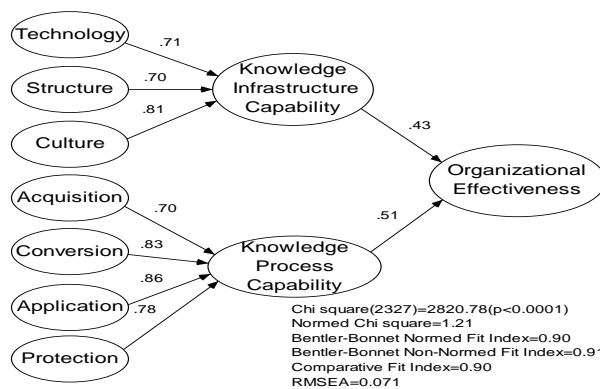 Technology
.71
Structure
.70
Culture
.81
Knowledge
Infrastructure
Capability
.43
Organizational
Effectiveness
Acquisition
.70
Conversion
.83
Application
.86
Protection
.78
Knowledge
Process
Capability
.51
Chi square(2327)=2820.78(p<0.0001)
Normed Chi square=1.21
Bentler-Bonnet Normed Fit Index=0.90
Bentler-Bonnet Non-Normed Fit Index=0.91
Comparative Fit Index=0.90
RMSEA=0.071